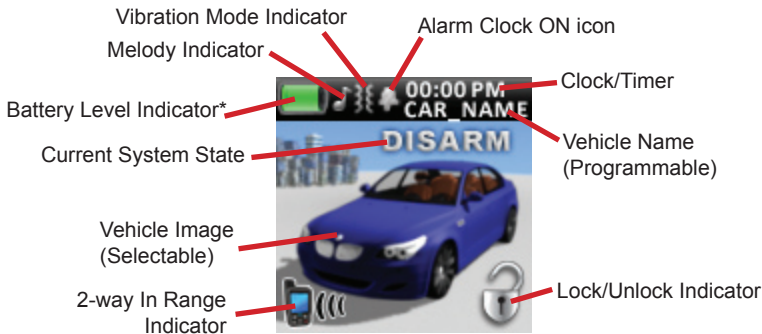 Vibration Mode Indicator
Alarm Clock ON icon
Melody Indicator
00:00 PM
Clock/Timer
CAR_NAME
Battery Level Indicator*
DISARM
Vehicle Name
(Programmable)
Current System State
Vehicle Image
(Selectable)
2-way In Range
Indicator
Lock/Unlock Indicator